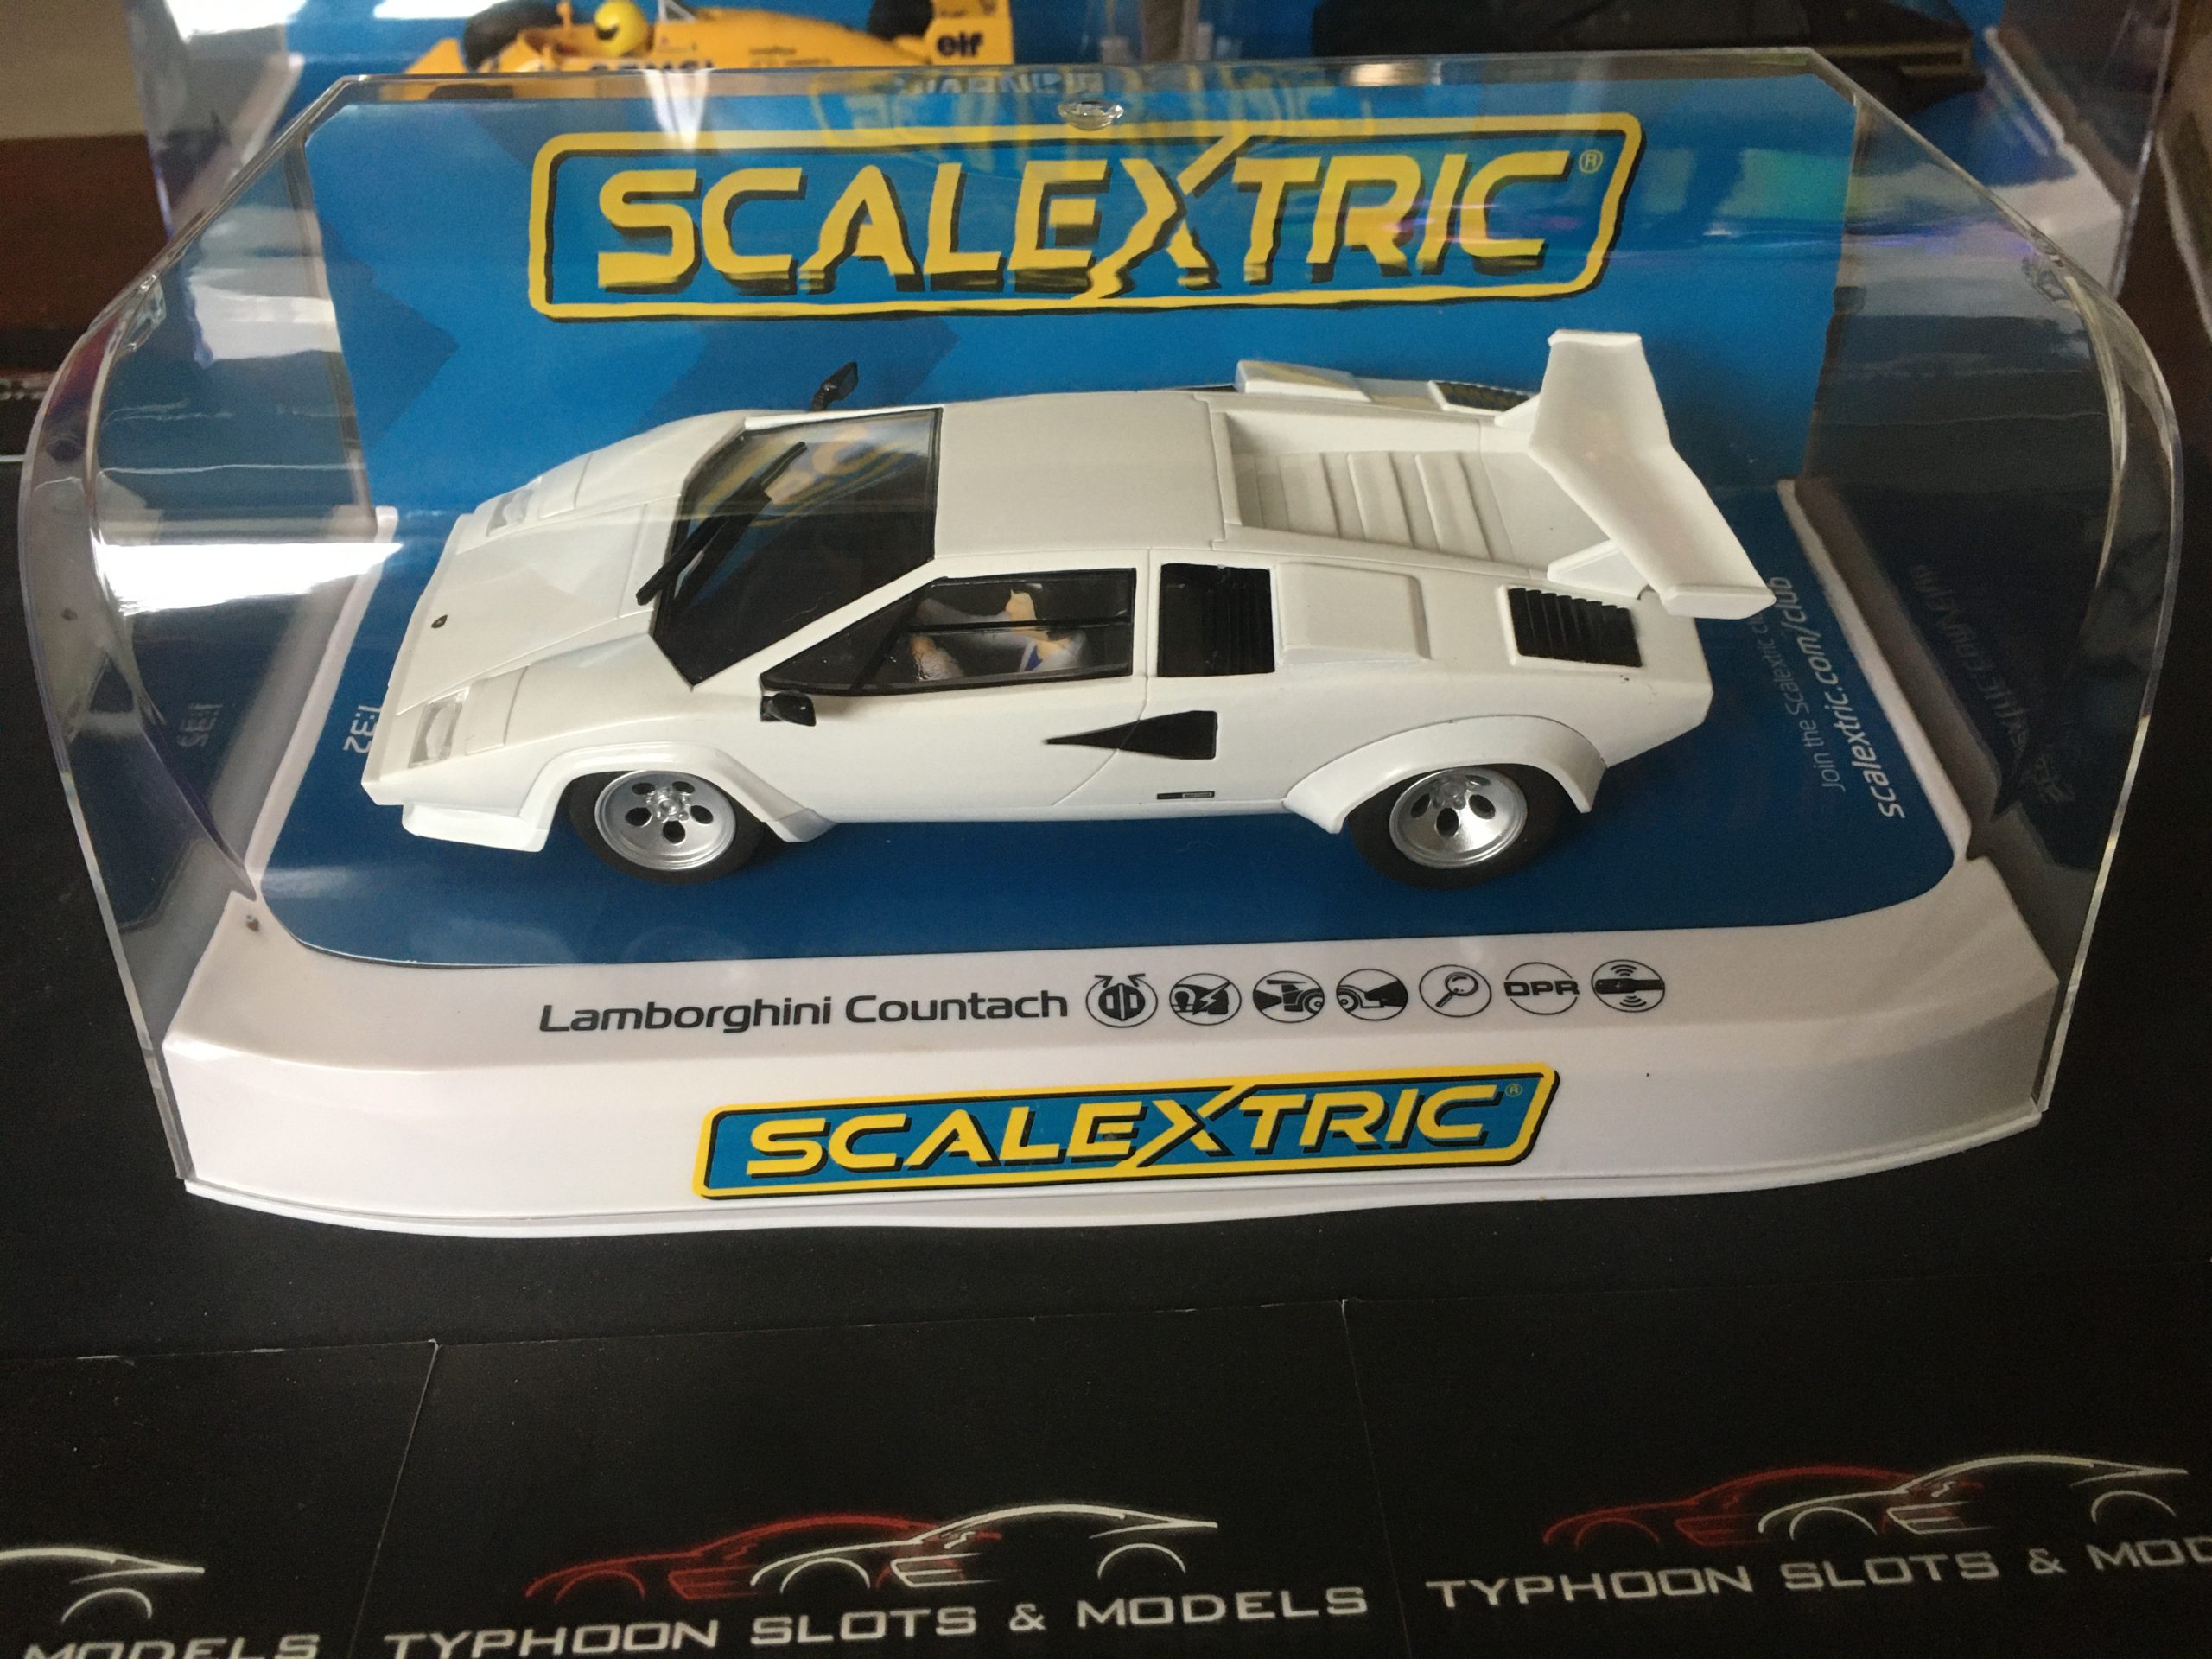 elf
SCALEXTRIC®
1:32
Join the Scalextric
scalextric.com/club
Lamborghini Countach
DPR
SCALEXTRIC®
MODELS
TYPHOON SLOTS & MODELS
TYPHOON SLOTS & MOD